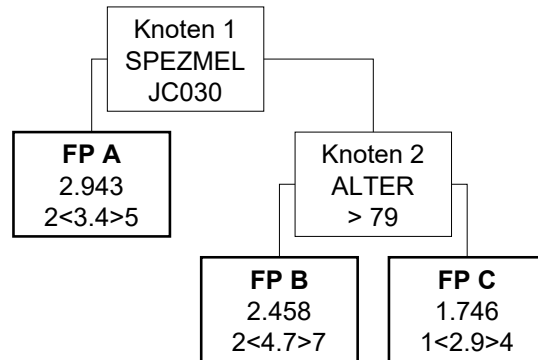 Knoten 1
SPEZMEL
JC030
FP A
2.943
2<3.4>5
Knoten 2
ALTER
> 79
FP B
2.458
2<4.7>7
FP C
1.746
1<2.9>4